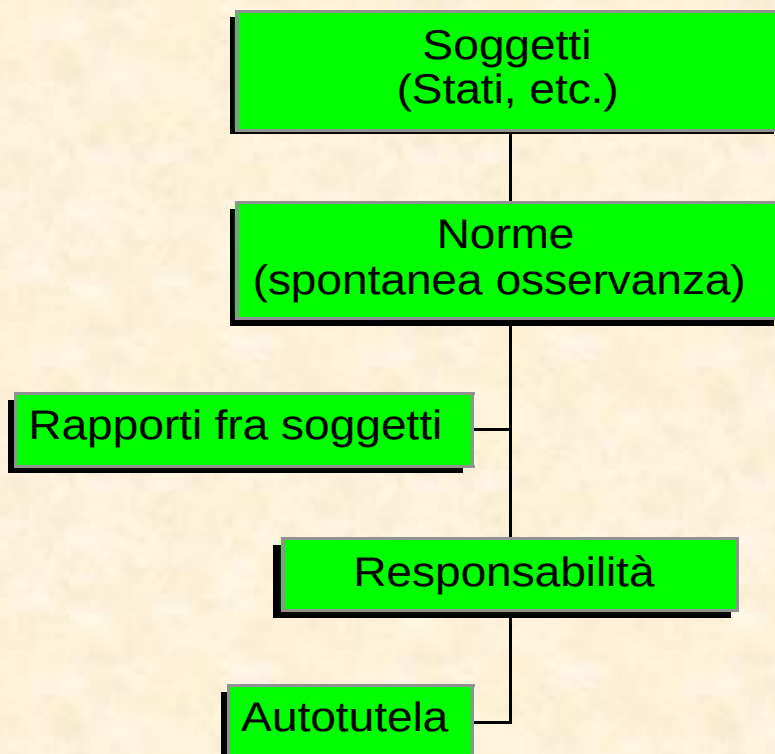 Soggetti
(Stati, etc.)
Norme
(spontanea osservanza)
Rapporti fra soggetti
Responsabilità
Autotutela